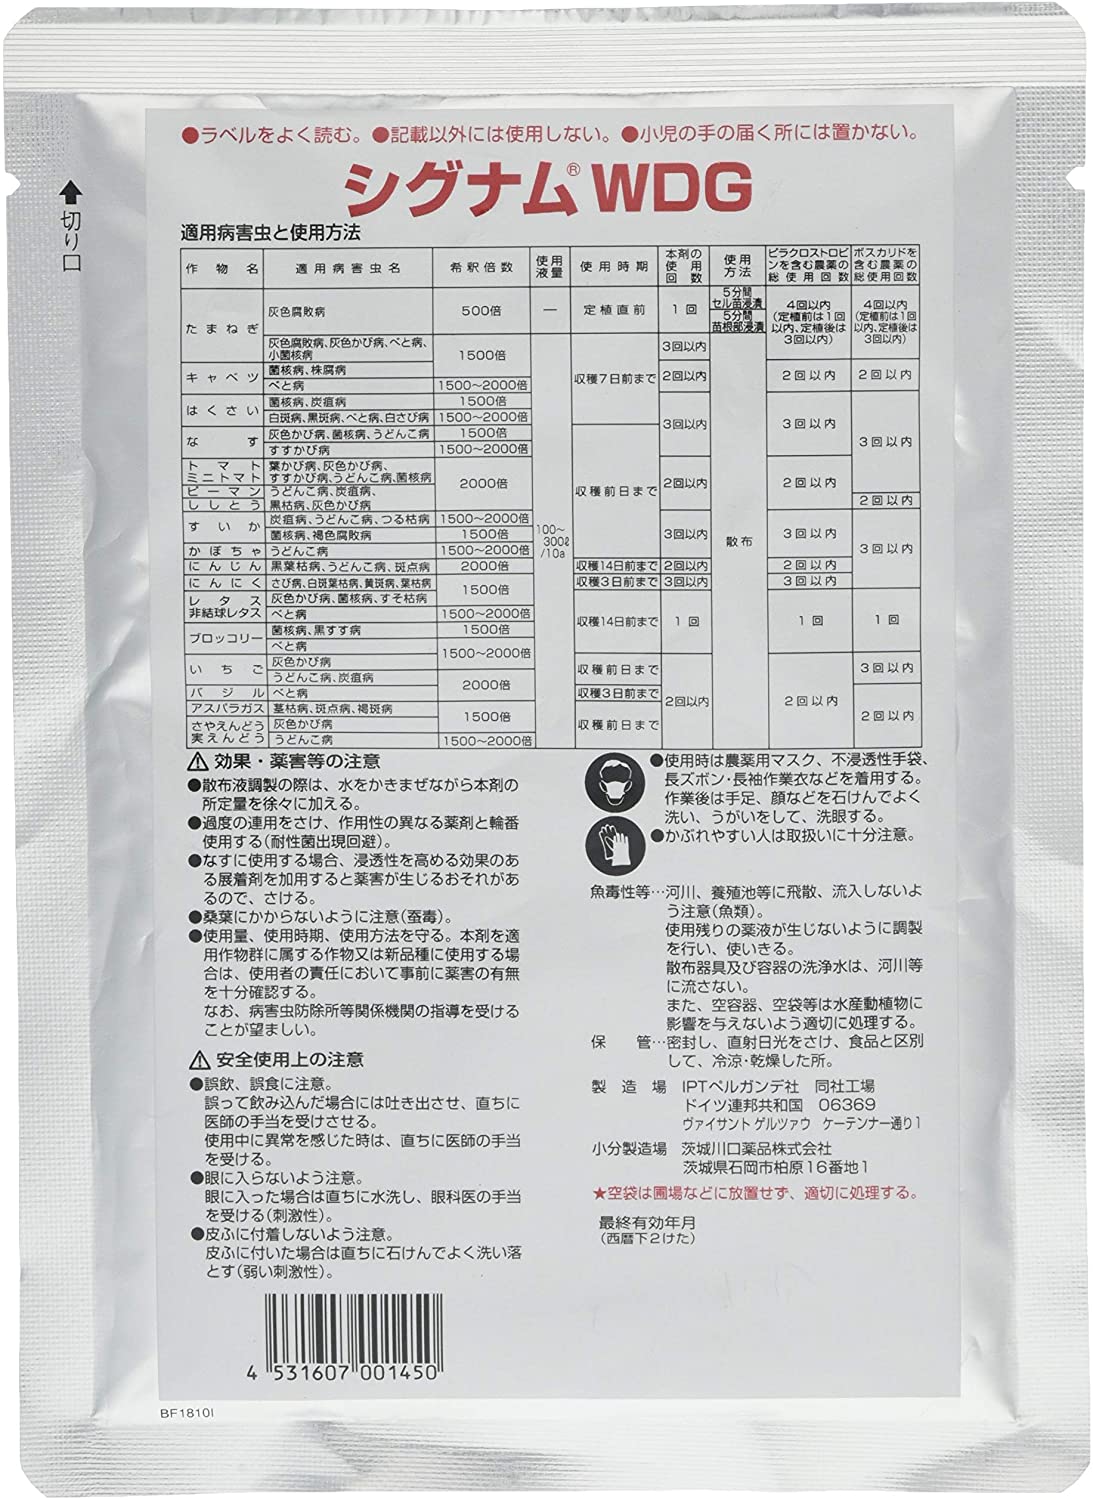 ●ラベルをよく読む。●記載以外には使用しない。●小児の手の届く所には置かない。
シグナム® WDG
切り口
適用病害虫と使用方法
作物名 適用病害虫名 希釈倍数 使用液量 使用時期 本剤の使用回数 使用方法 ピラクロストロビンを含む農薬の総使用回数 ボスカリドを含む農薬の総使用回数
たまねぎ 灰色腐敗病 500倍 — 定植直前 1回 5分間セル苗浸漬 5分間苗根部浸漬 4回以内(定植前は1回以内、定植後は3回以内) 4回以内(定植前は1回以内、定植後は3回以内)
灰色腐敗病、灰色かび病、べと病、小菌核病 1500倍 100〜300ℓ/10a 収穫7日前まで 3回以内 散布
キャベツ 菌核病、株腐病 2回以内 2回以内 2回以内
べと病 1500〜2000倍
はくさい 菌核病、炭疽病 1500倍 3回以内 3回以内 3回以内
白斑病、黒斑病、べと病、白さび病 1500〜2000倍
なす 灰色かび病、菌核病、うどんこ病 1500倍 収穫前日まで
すすかび病 1500〜2000倍
トマト ミニトマト 葉かび病、灰色かび病、すすかび病、うどんこ病、菌核病 2000倍 2回以内 2回以内
ピーマン ししとう うどんこ病、炭疽病、黒枯病、灰色かび病 2回以内
すいか 炭疽病、うどんこ病、つる枯病 1500〜2000倍 3回以内 3回以内 3回以内
菌核病、褐色腐敗病 1500倍
かぼちゃ うどんこ病 1500〜2000倍
にんじん 黒葉枯病、うどんこ病、斑点病 2000倍 収穫14日前まで 2回以内 2回以内
にんにく さび病、白斑葉枯病、黄斑病、葉枯病 1500倍 収穫3日前まで 3回以内 3回以内
レタス 非結球レタス 灰色かび病、菌核病、すそ枯病 収穫14日前まで 1回 1回 1回
べと病 1500〜2000倍
ブロッコリー 菌核病、黒すす病 1500倍
べと病 1500〜2000倍
いちご 灰色かび病 収穫前日まで 2回以内 2回以内 3回以内
うどんこ病、炭疽病 2000倍
バジル べと病 収穫3日前まで 2回以内
アスパラガス 茎枯病、斑点病、褐斑病 1500倍 収穫前日まで
さやえんどう 実えんどう 灰色かび病
うどんこ病 1500〜2000倍
⚠ 効果・薬害等の注意
●散布液調製の際は、水をかきまぜながら本剤の
所定量を徐々に加える。
●過度の連用をさけ、作用性の異なる薬剤と輪番
使用する(耐性菌出現回避)。
●なすに使用する場合、浸透性を高める効果のあ
る展着剤を加用すると薬害が生じるおそれがあ
るので、さける。
●桑葉にかからないように注意(蚕毒)。
●使用量、使用時期、使用方法を守る。本剤を適
用作物群に属する作物又は新品種に使用する場
合は、使用者の責任において事前に薬害の有無
を十分確認する。
なお、病害虫防除所等関係機関の指導を受ける
ことが望ましい。
⚠ 安全使用上の注意
●誤飲、誤食に注意。
誤って飲み込んだ場合には吐き出させ、直ちに
医師の手当を受けさせる。
使用中に異常を感じた時は、直ちに医師の手当
を受ける。
●眼に入らないよう注意。
眼に入った場合は直ちに水洗し、眼科医の手当
を受ける(刺激性)。
●皮ふに付着しないよう注意。
皮ふに付いた場合は直ちに石けんでよく洗い落
とす(弱い刺激性)。
●使用時は農薬用マスク、不浸透性手袋、
長ズボン・長袖作業衣などを着用する。
作業後は手足、顔などを石けんでよく
洗い、うがいをして、洗眼する。
●かぶれやすい人は取扱いに十分注意。
魚毒性等…河川、養殖池等に飛散、流入しないよ
う注意(魚類)。
使用残りの薬液が生じないように調製
を行い、使いきる。
散布器具及び容器の洗浄水は、河川等
に流さない。
また、空容器、空袋等は水産動植物に
影響を与えないよう適切に処理する。
保管…密封し、直射日光をさけ、食品と区別
して、冷涼・乾燥した所。
製造場 IPTペルガンデ社 同社工場
ドイツ連邦共和国 06369
ヴァイサント ゲルツァウ ケーテンナー通り1
小分製造場 茨城川口薬品株式会社
茨城県石岡市柏原16番地1
★空袋は圃場などに放置せず、適切に処理する。
最終有効年月
(西暦下2けた)
4 531607 001450
BF1810I